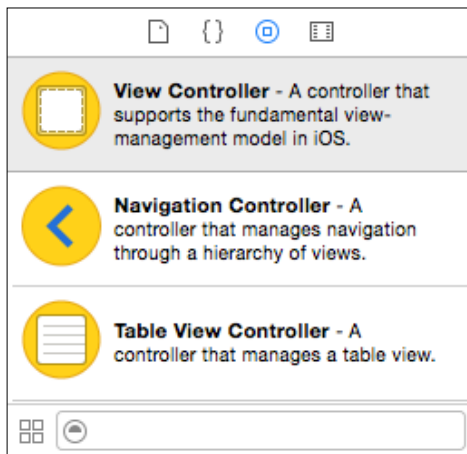 View Controller - A controller that
supports the fundamental view-
management model in iOS.
Navigation Controller - A
controller that manages navigation
through a hierarchy of views.
Table View Controller - A
controller that manages a table view.